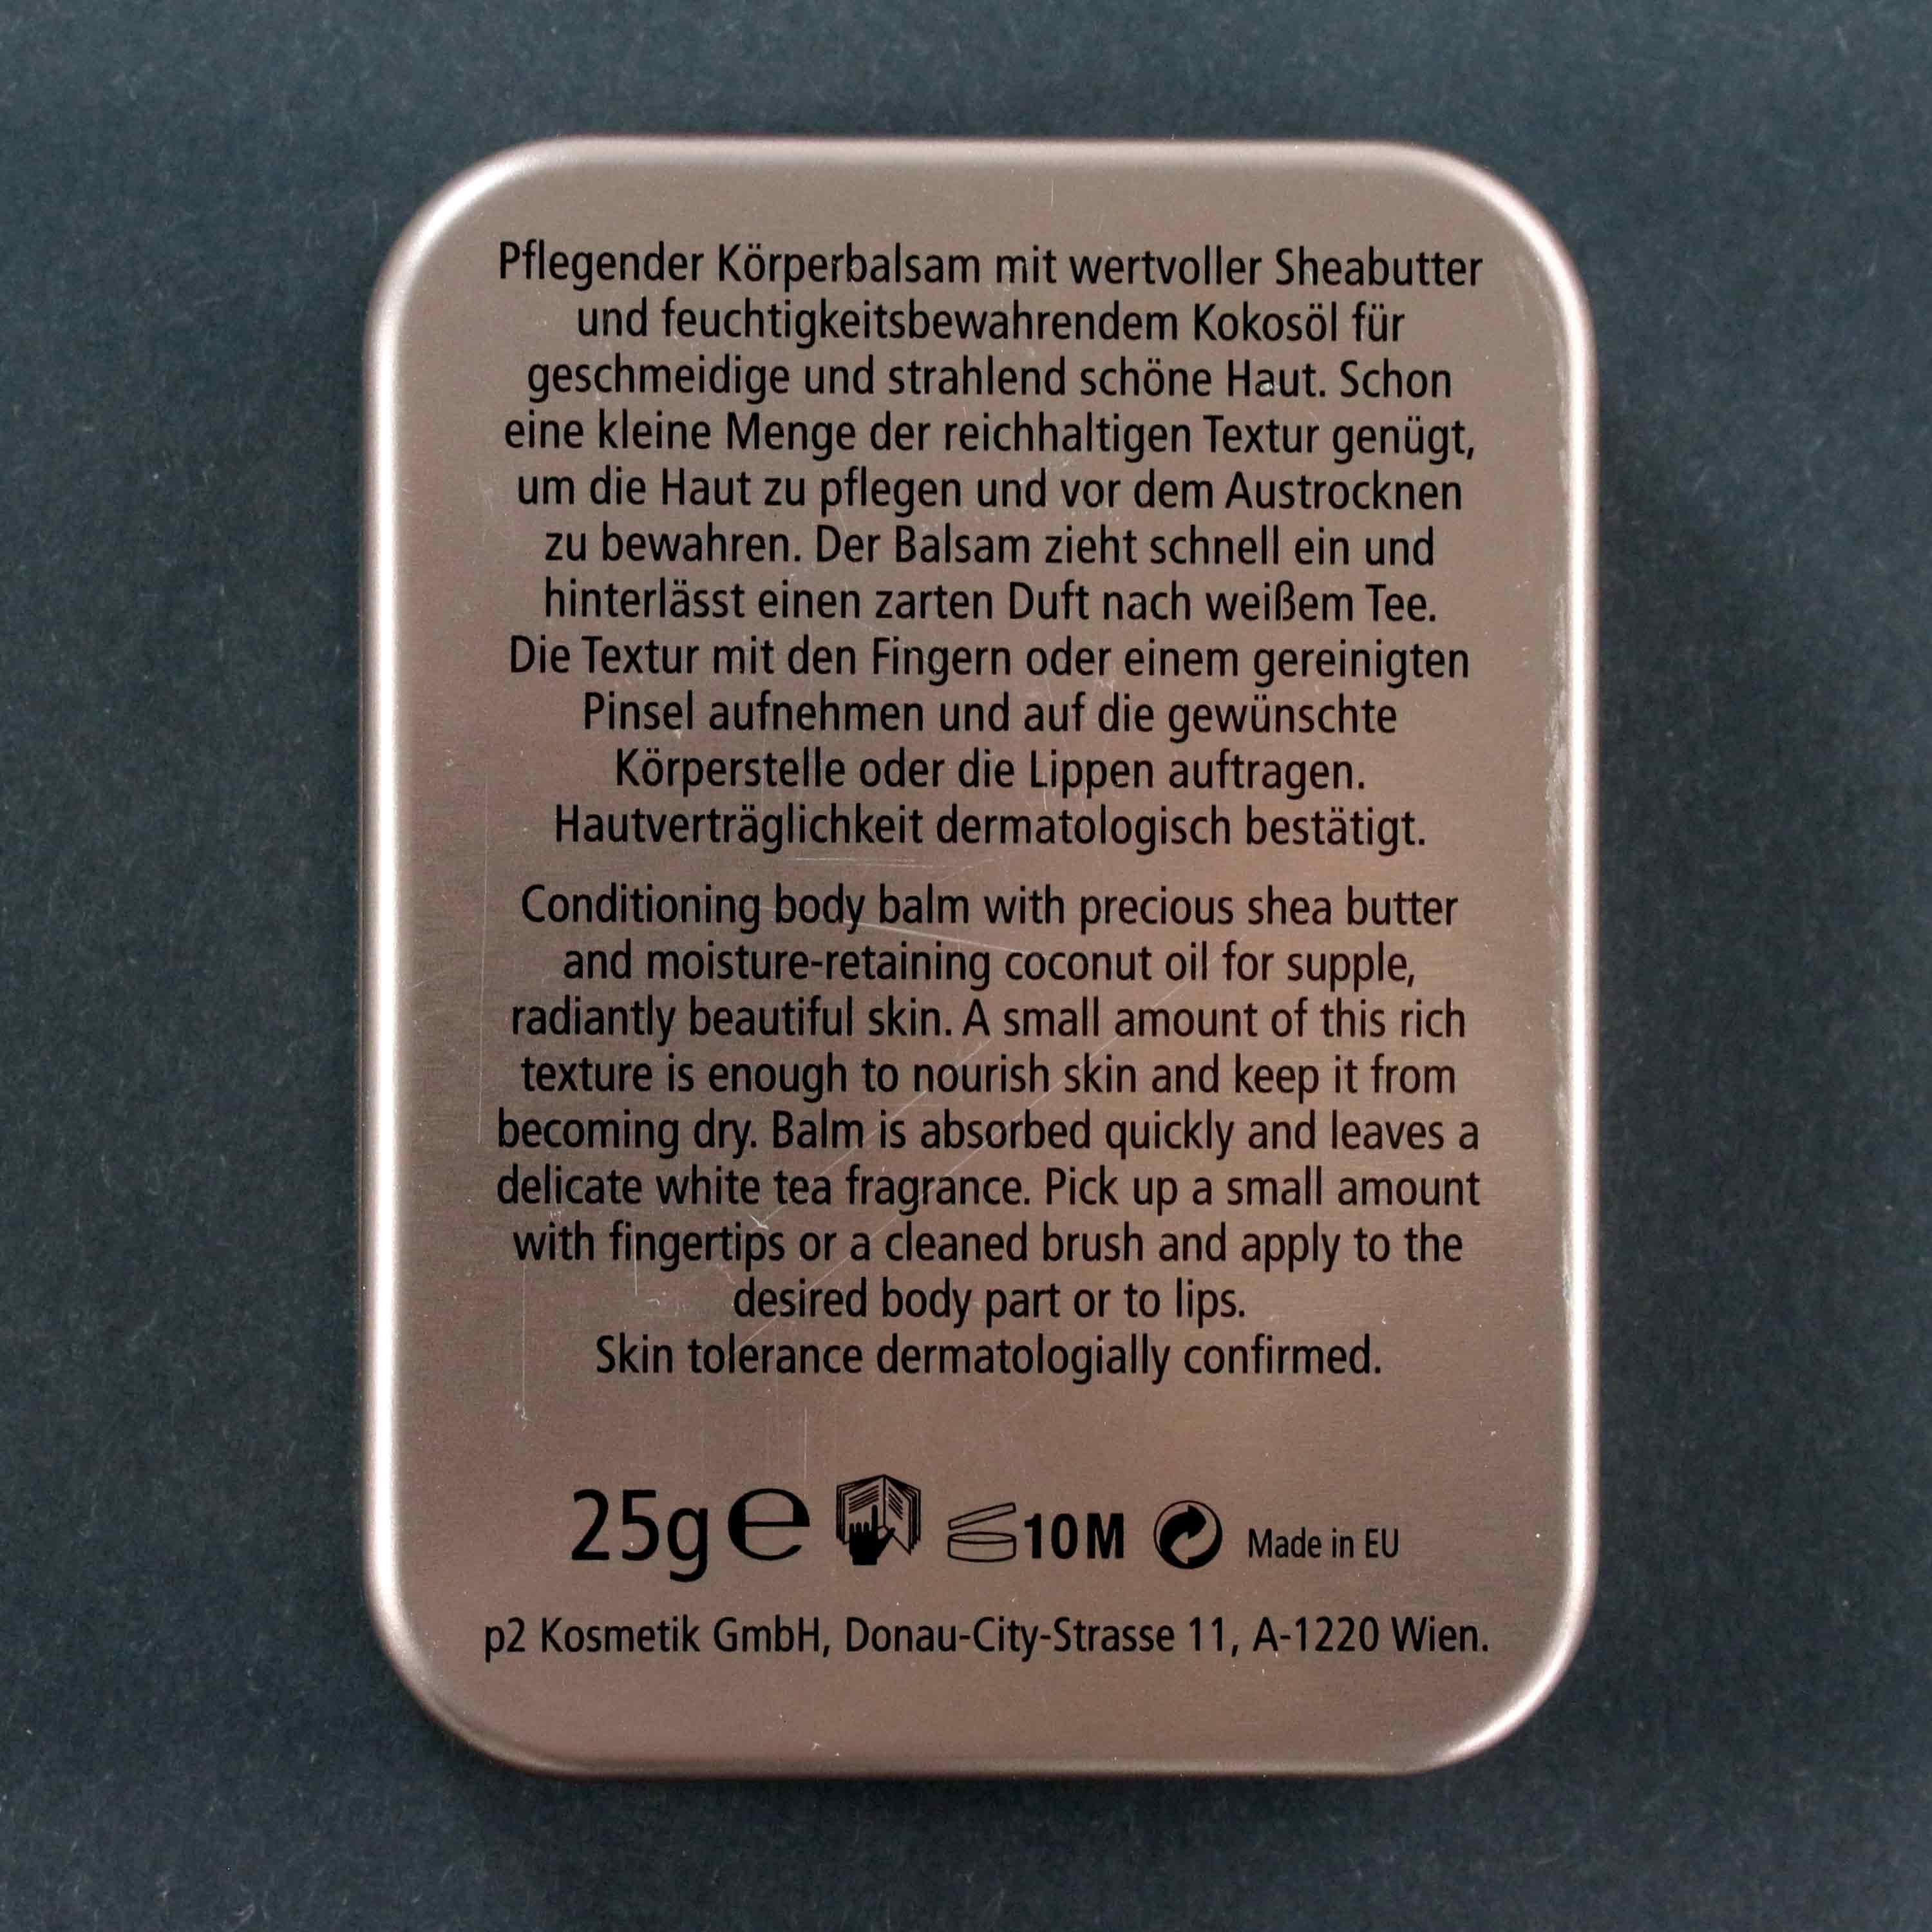 Pflegender Körperbalsam mit wertvoller Sheabutter
und feuchtigkeitsbewahrendem Kokosöl für
geschmeidige und strahlend schöne Haut. Schon
eine kleine Menge der reichhaltigen Textur genügt,
um die Haut zu pflegen und vor dem Austrocknen
zu bewahren. Der Balsam zieht schnell ein und
hinterlässt einen zarten Duft nach weißem Tee.
Die Textur mit den Fingern oder einem gereinigten
Pinsel aufnehmen und auf die gewünschte
Körperstelle oder die Lippen auftragen.
Hautverträglichkeit dermatologisch bestätigt.
Conditioning body balm with precious shea butter
and moisture-retaining coconut oil for supple,
radiantly beautiful skin. A small amount of this rich
texture is enough to nourish skin and keep it from
becoming dry. Balm is absorbed quickly and leaves a
delicate white tea fragrance. Pick up a small amount
with fingertips or a cleaned brush and apply to the
desired body part or to lips.
Skin tolerance dermatologially confirmed.
25g ℮ 10M Made in EU
p2 Kosmetik GmbH, Donau-City-Strasse 11, A-1220 Wien.